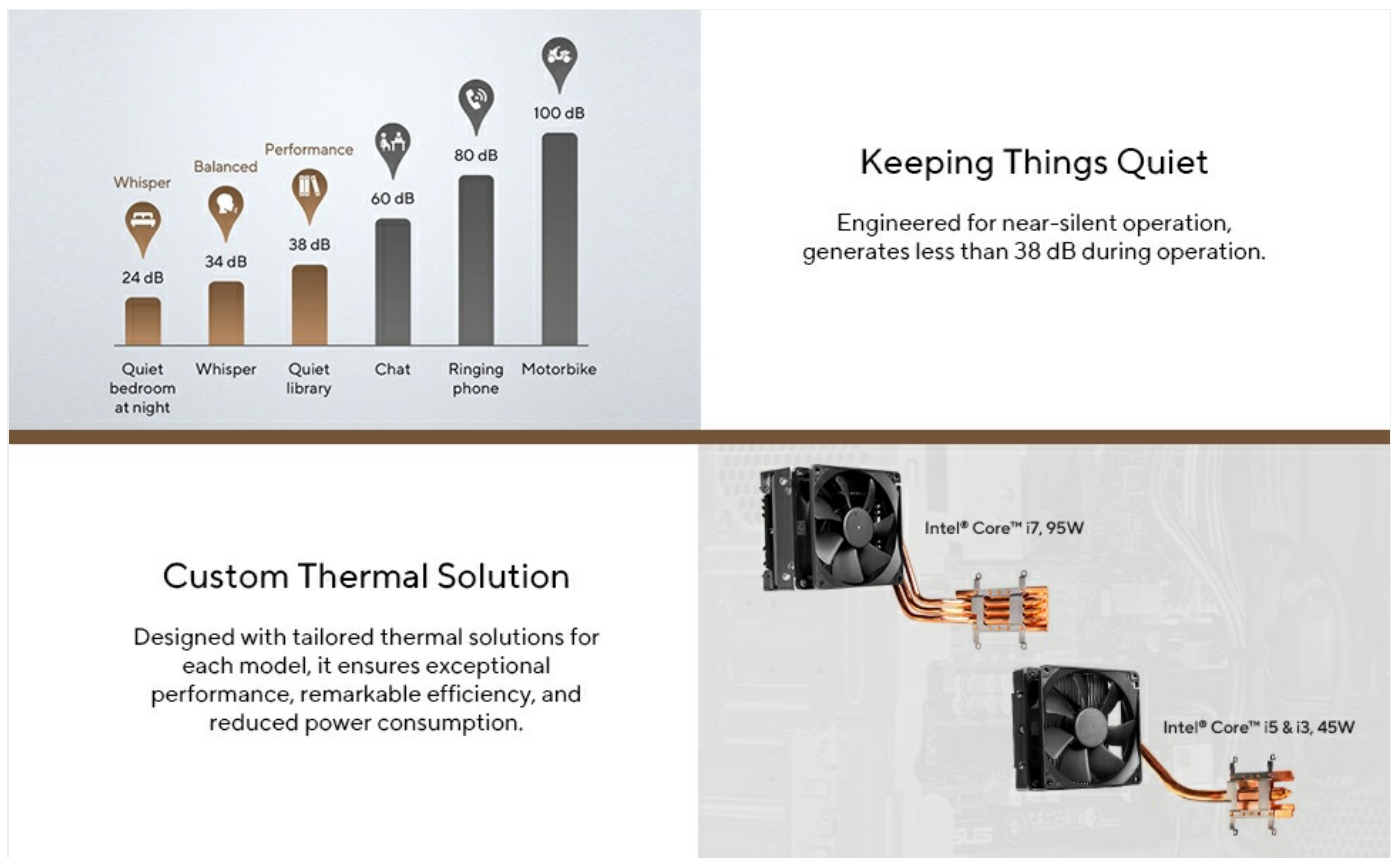 Whisper
Balanced
Performance
24 dB
34 dB
38 dB
60 dB
80 dB
100 dB
Quiet
bedroom
at night
Whisper
Quiet
library
Chat
Ringing
phone
Motorbike
Keeping Things Quiet
Engineered for near-silent operation,
generates less than 38 dB during operation.
Custom Thermal Solution
Designed with tailored thermal solutions for
each model, it ensures exceptional
performance, remarkable efficiency, and
reduced power consumption.
Intel® Core™ i7, 95W
Intel® Core™ i5 & i3, 45W